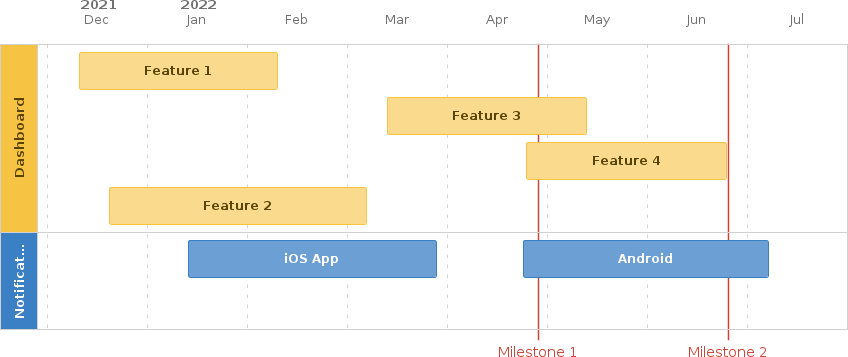 2021 2022
Dec Jan Feb Mar Apr May Jun Jul
Dashboard
Feature 1
Feature 3
Feature 4
Feature 2
Notificat...
iOS App Android
Milestone 1 Milestone 2